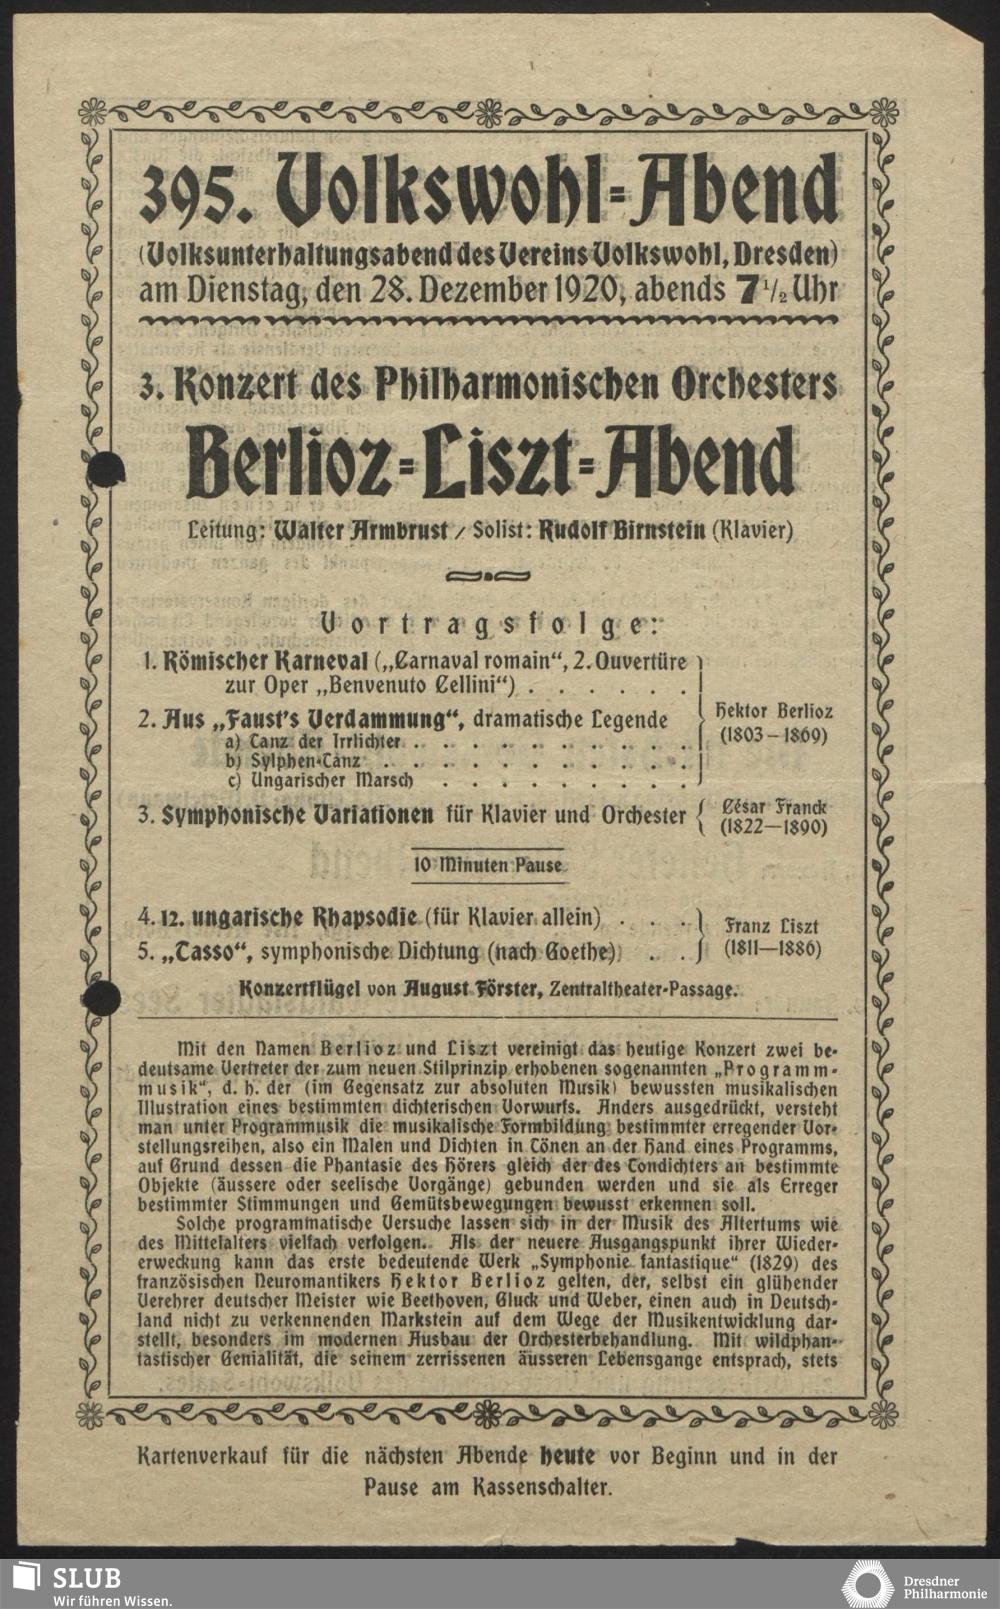 395. Volkswohl=Abend
(Volksunterhaltungsabend des Vereins Volkswohl, Dresden)
am Dienstag, den 28. Dezember 1920, abends 7 1/2 Uhr
3. Konzert des Philharmonischen Orchesters
Berlioz=Liszt=Abend
Leitung: Walter Armbrust / Solist: Rudolf Birnstein (Klavier)
Vortragsfolge:
1. Römischer Karneval („Carnaval romain“, 2. Ouvertüre
zur Oper „Benvenuto Cellini“) . . . . . .
2. Aus „Faust's Verdammung“, dramatische Legende
a) Tanz der Irrlichter . . . . . . . . . .
b) Sylphen-Tanz . . . . . . . . . . .
c) Ungarischer Marsch . . . . . . . . .
Hektor Berlioz
(1803—1869)
3. Symphonische Variationen für Klavier und Orchester
César Franck
(1822—1890)
10 Minuten Pause
4. 12. ungarische Rhapsodie (für Klavier allein) . . .
5. „Tasso“, symphonische Dichtung (nach Goethe) . .
Franz Liszt
(1811—1886)
Konzertflügel von August Förster, Zentraltheater-Passage.
Mit den Namen Berlioz und Liszt vereinigt das heutige Konzert zwei be-
deutsame Vertreter der zum neuen Stilprinzip erhobenen sogenannten „Programm-
musik“, d. h. der (im Gegensatz zur absoluten Musik) bewussten musikalischen
Illustration eines bestimmten dichterischen Vorwurfs. Anders ausgedrückt, versteht
man unter Programmusik die musikalische Formbildung bestimmter erregender Vor-
stellungsreihen, also ein Malen und Dichten in Tönen an der Hand eines Programms,
auf Grund dessen die Phantasie des Hörers gleich der des Tondichters an bestimmte
Objekte (äussere oder seelische Vorgänge) gebunden werden und sie als Erreger
bestimmter Stimmungen und Gemütsbewegungen bewusst erkennen soll.
Solche programmatische Versuche lassen sich in der Musik des Altertums wie
des Mittelalters vielfach verfolgen. Als der neuere Ausgangspunkt ihrer Wieder-
erweckung kann das erste bedeutende Werk „Symphonie fantastique“ (1829) des
französischen Neuromantikers Hektor Berlioz gelten, der, selbst ein glühender
Verehrer deutscher Meister wie Beethoven, Gluck und Weber, einen auch in Deutsch-
land nicht zu verkennenden Markstein auf dem Wege der Musikentwicklung dar-
stellt, besonders im modernen Ausbau der Orchesterbehandlung. Mit wildphan-
tastischer Genialität, die seinem zerrissenen äusseren Lebensgange entsprach, stets
Kartenverkauf für die nächsten Abende heute vor Beginn und in der
Pause am Kassenschalter.
SLUB
Wir führen Wissen.
Dresdner
Philharmonie